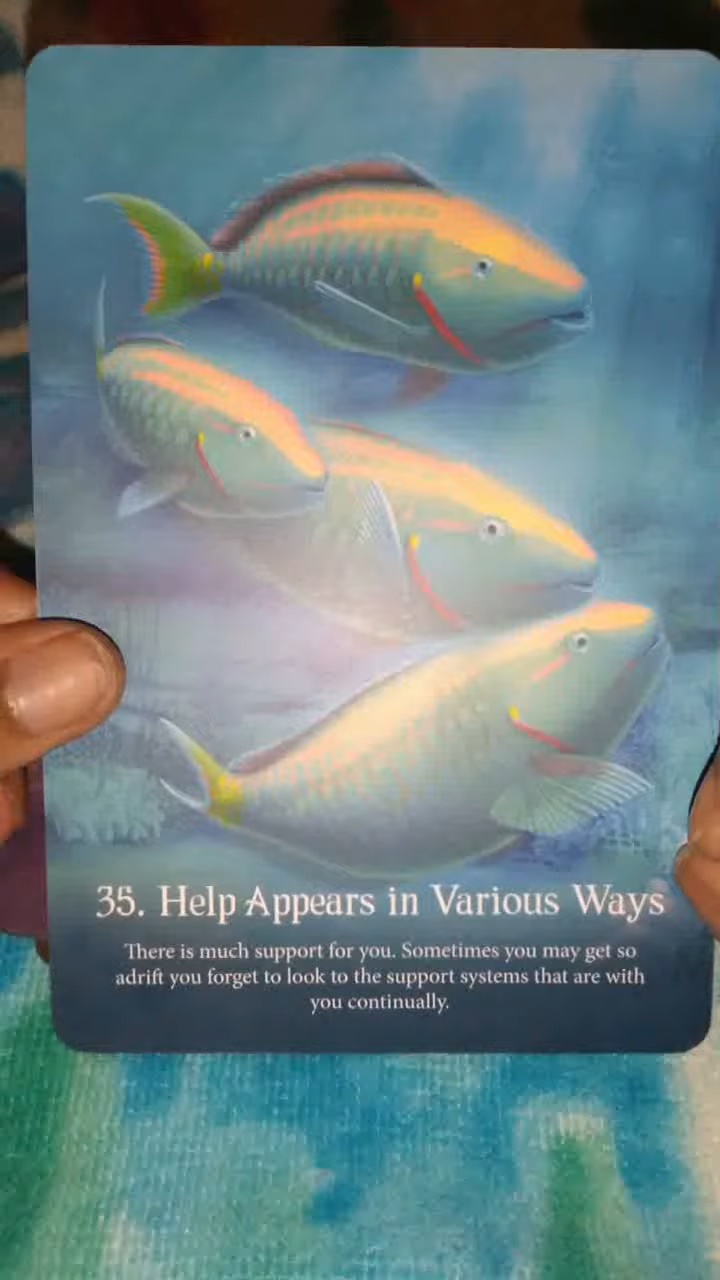 35. Help Appears in Various Ways
There is much support for you. Sometimes you may get so
adrift you forget to look to the support systems that are with
you continually.